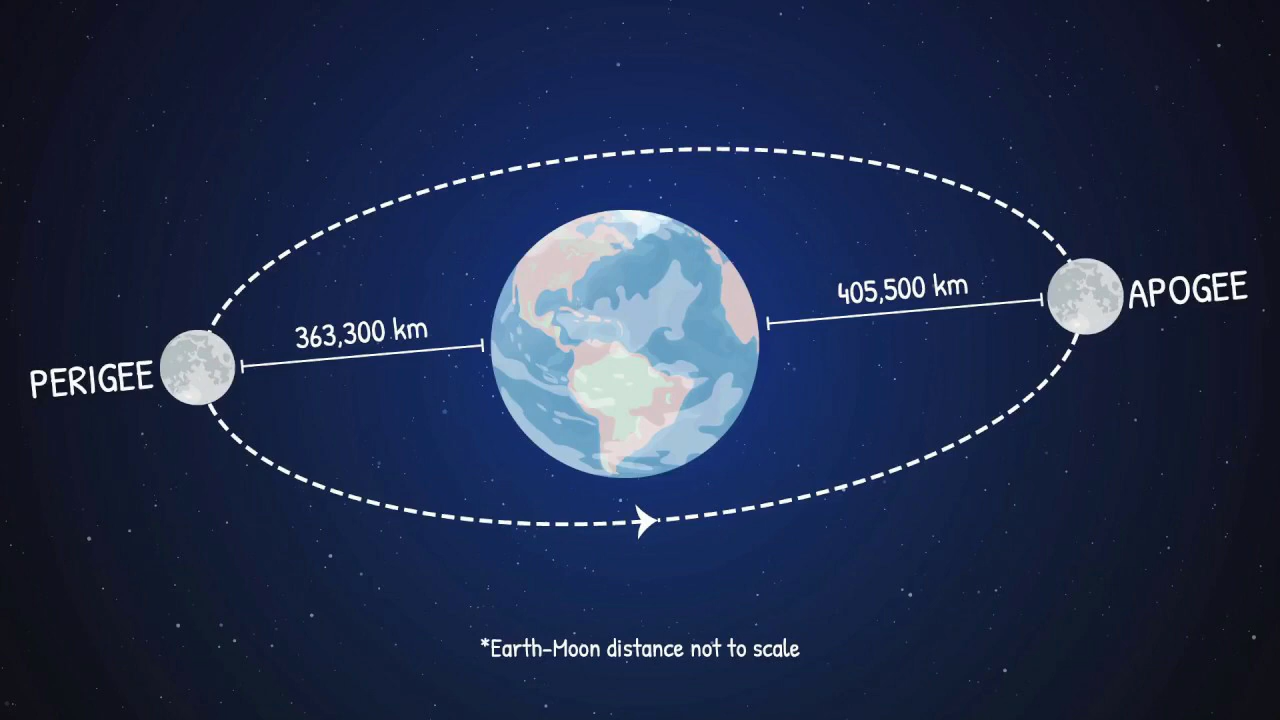 405,500 km
APOGEE
363,300 km
PERIGEE
*Earth-Moon distance not to scale